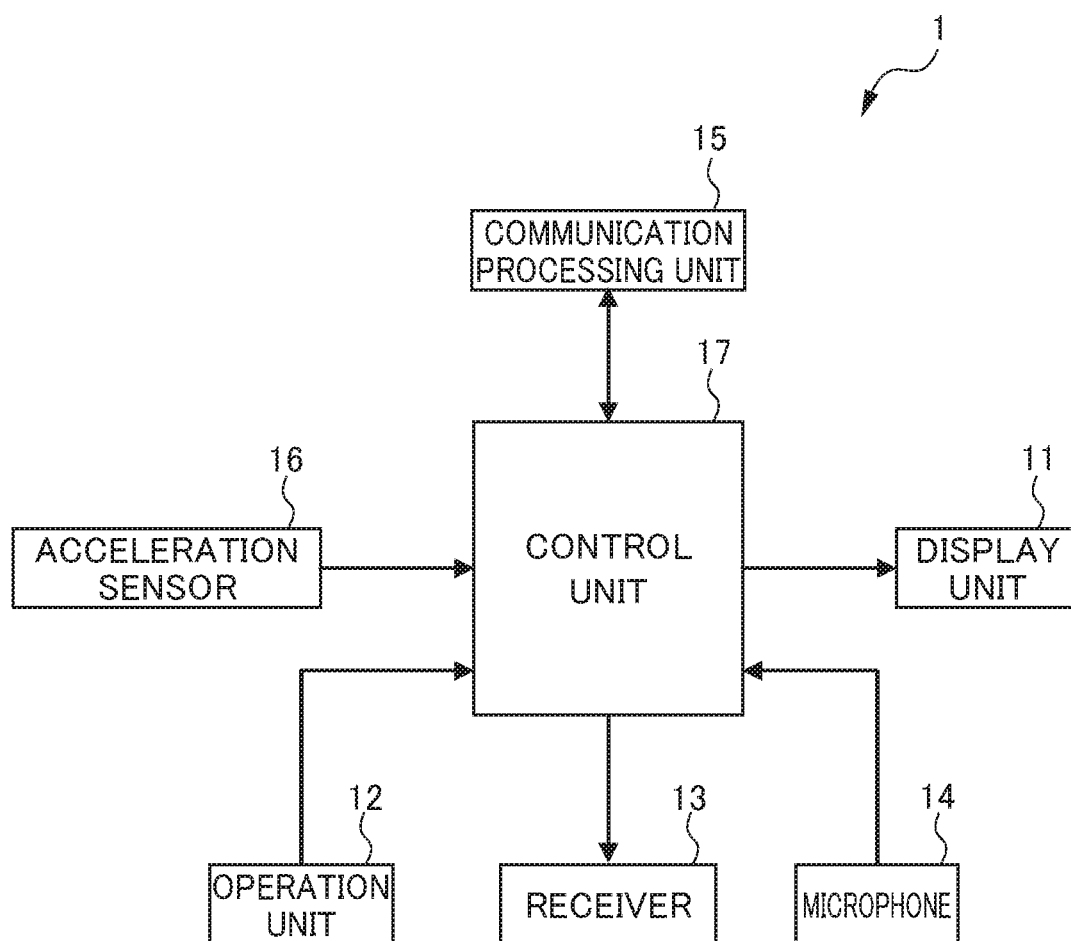 1
15
COMMUNICATION
PROCESSING UNIT
17
16
11
ACCELERATION
SENSOR
CONTROL
UNIT
DISPLAY
UNIT
12
13
14
OPERATION
UNIT
RECEIVER
MICROPHONE